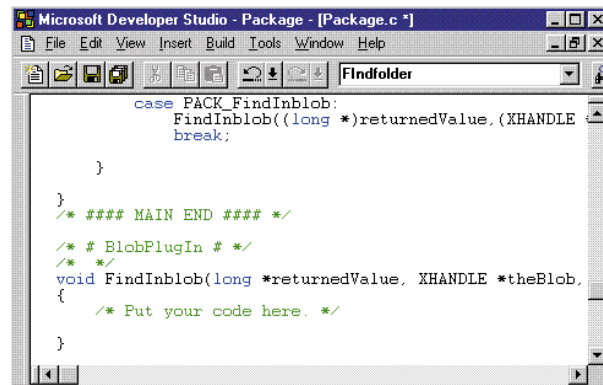 Microsoft Developer Studio - Package - [Package.c *]
File Edit View Insert Build Tools Window Help
FIndfolder
case PACK_FindInblob:
FindInblob((long *)returnedValue,(XHANDLE *
break;
}
}
/* #### MAIN END #### */
/* # BlobPlugIn # */
/* */
void FindInblob(long *returnedValue, XHANDLE *theBlob,
{
/* Put your code here. */
}